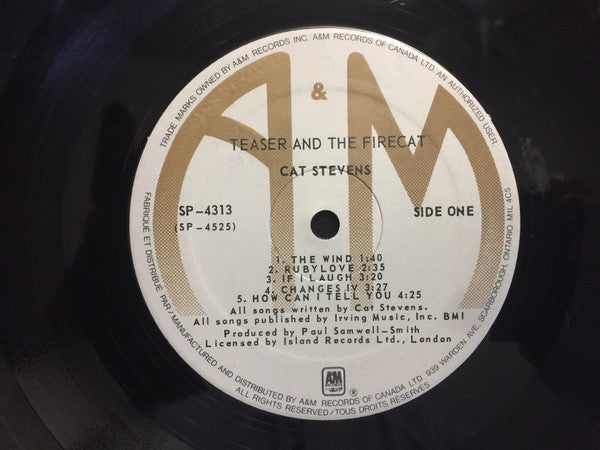 TRADE MARKS OWNED BY A&M RECORDS INC. A&M RECORDS OF CANADA LTD. AN AUTHORIZED USER.
A & M
TEASER AND THE FIRECAT
CAT STEVENS
SP-4313
(SP-4525)
SIDE ONE
1. THE WIND 1:40
2. RUBYLOVE 2:35
3. IF I LAUGH 3:20
4. CHANGES IV 3:27
5. HOW CAN I TELL YOU 4:25
All songs written by Cat Stevens.
All songs published by Irving Music, Inc. BMI
Produced by Paul Samwell-Smith
Licensed by Island Records Ltd., London
A&M
RECORDS
®
FABRIQUÉ ET DISTRIBUÉ PAR/MANUFACTURED AND DISTRIBUTED BY A&M RECORDS OF CANADA LTD. 939 WARDEN AVE., SCARBOROUGH, ONTARIO M1L 4C5
ALL RIGHTS RESERVED/TOUS DROITS RÉSERVÉS